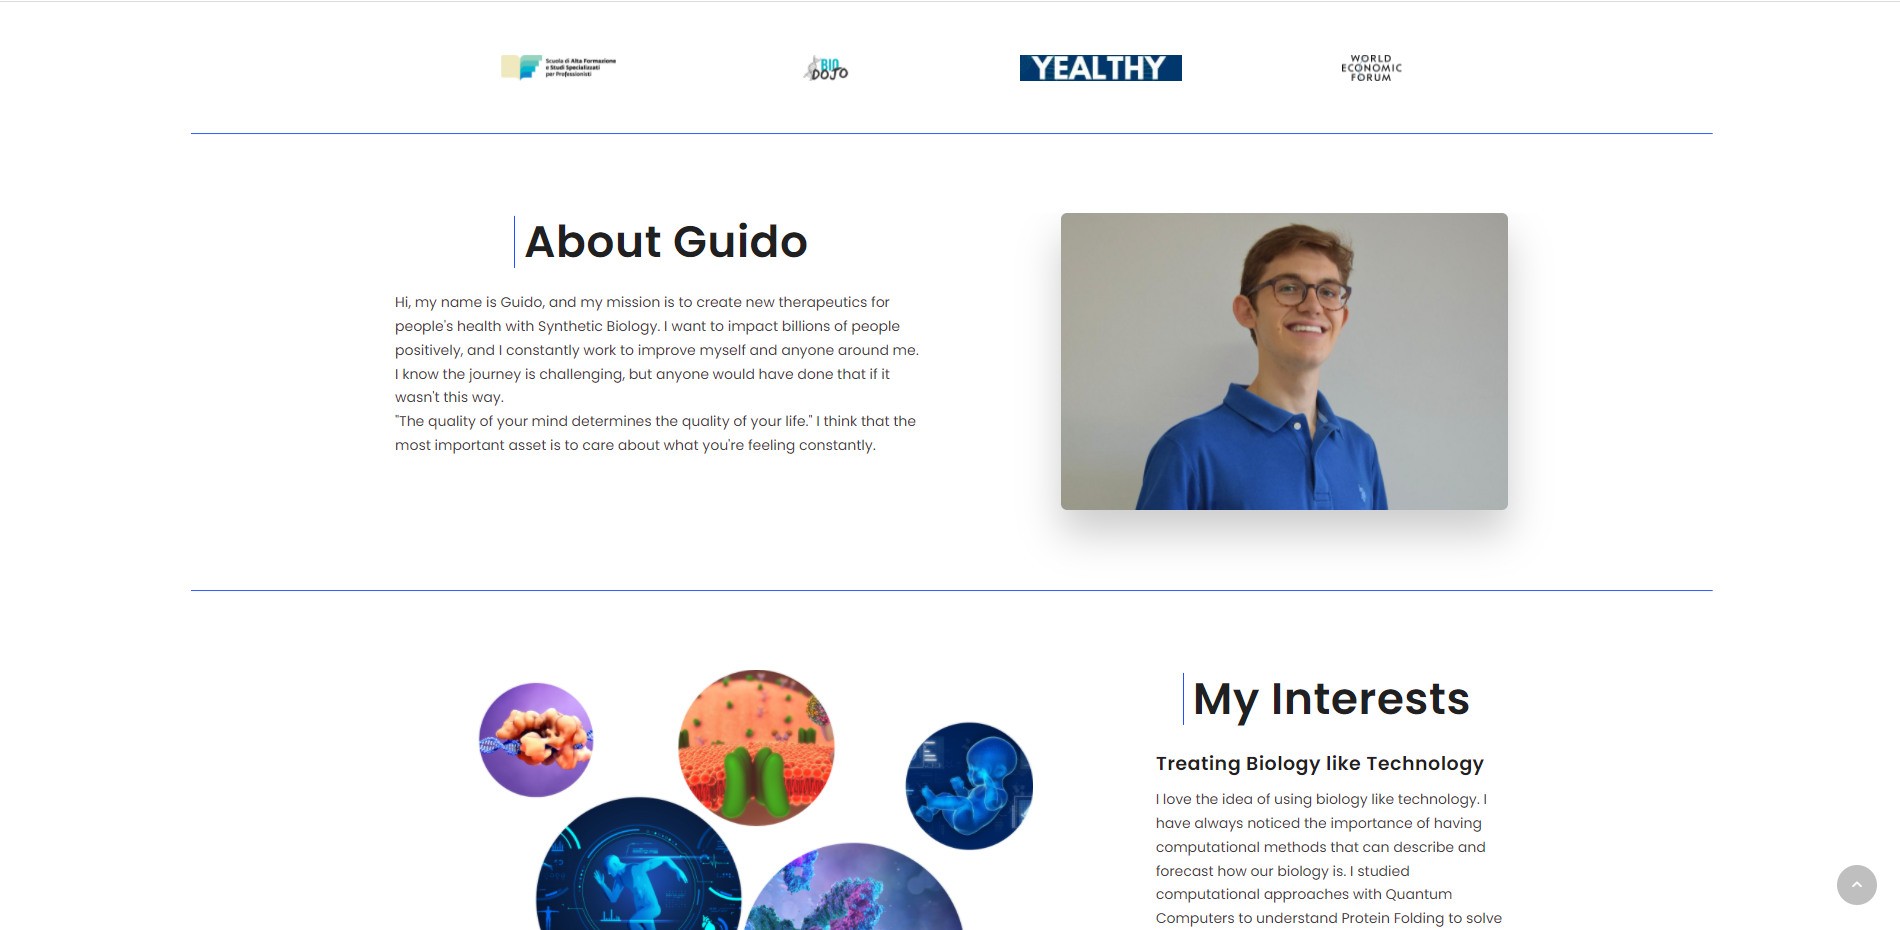 Scuola di Alta Formazione
e Studi Specializzati
per Professionisti
BIO
DOJO
YEALTHY
WORLD
ECONOMIC
FORUM
About Guido
Hi, my name is Guido, and my mission is to create new therapeutics for
people's health with Synthetic Biology. I want to impact billions of people
positively, and I constantly work to improve myself and anyone around me.
I know the journey is challenging, but anyone would have done that if it
wasn't this way.
"The quality of your mind determines the quality of your life." I think that the
most important asset is to care about what you're feeling constantly.
My Interests
Treating Biology like Technology
I love the idea of using biology like technology. I
have always noticed the importance of having
computational methods that can describe and
forecast how our biology is. I studied
computational approaches with Quantum
Computers to understand Protein Folding to solve